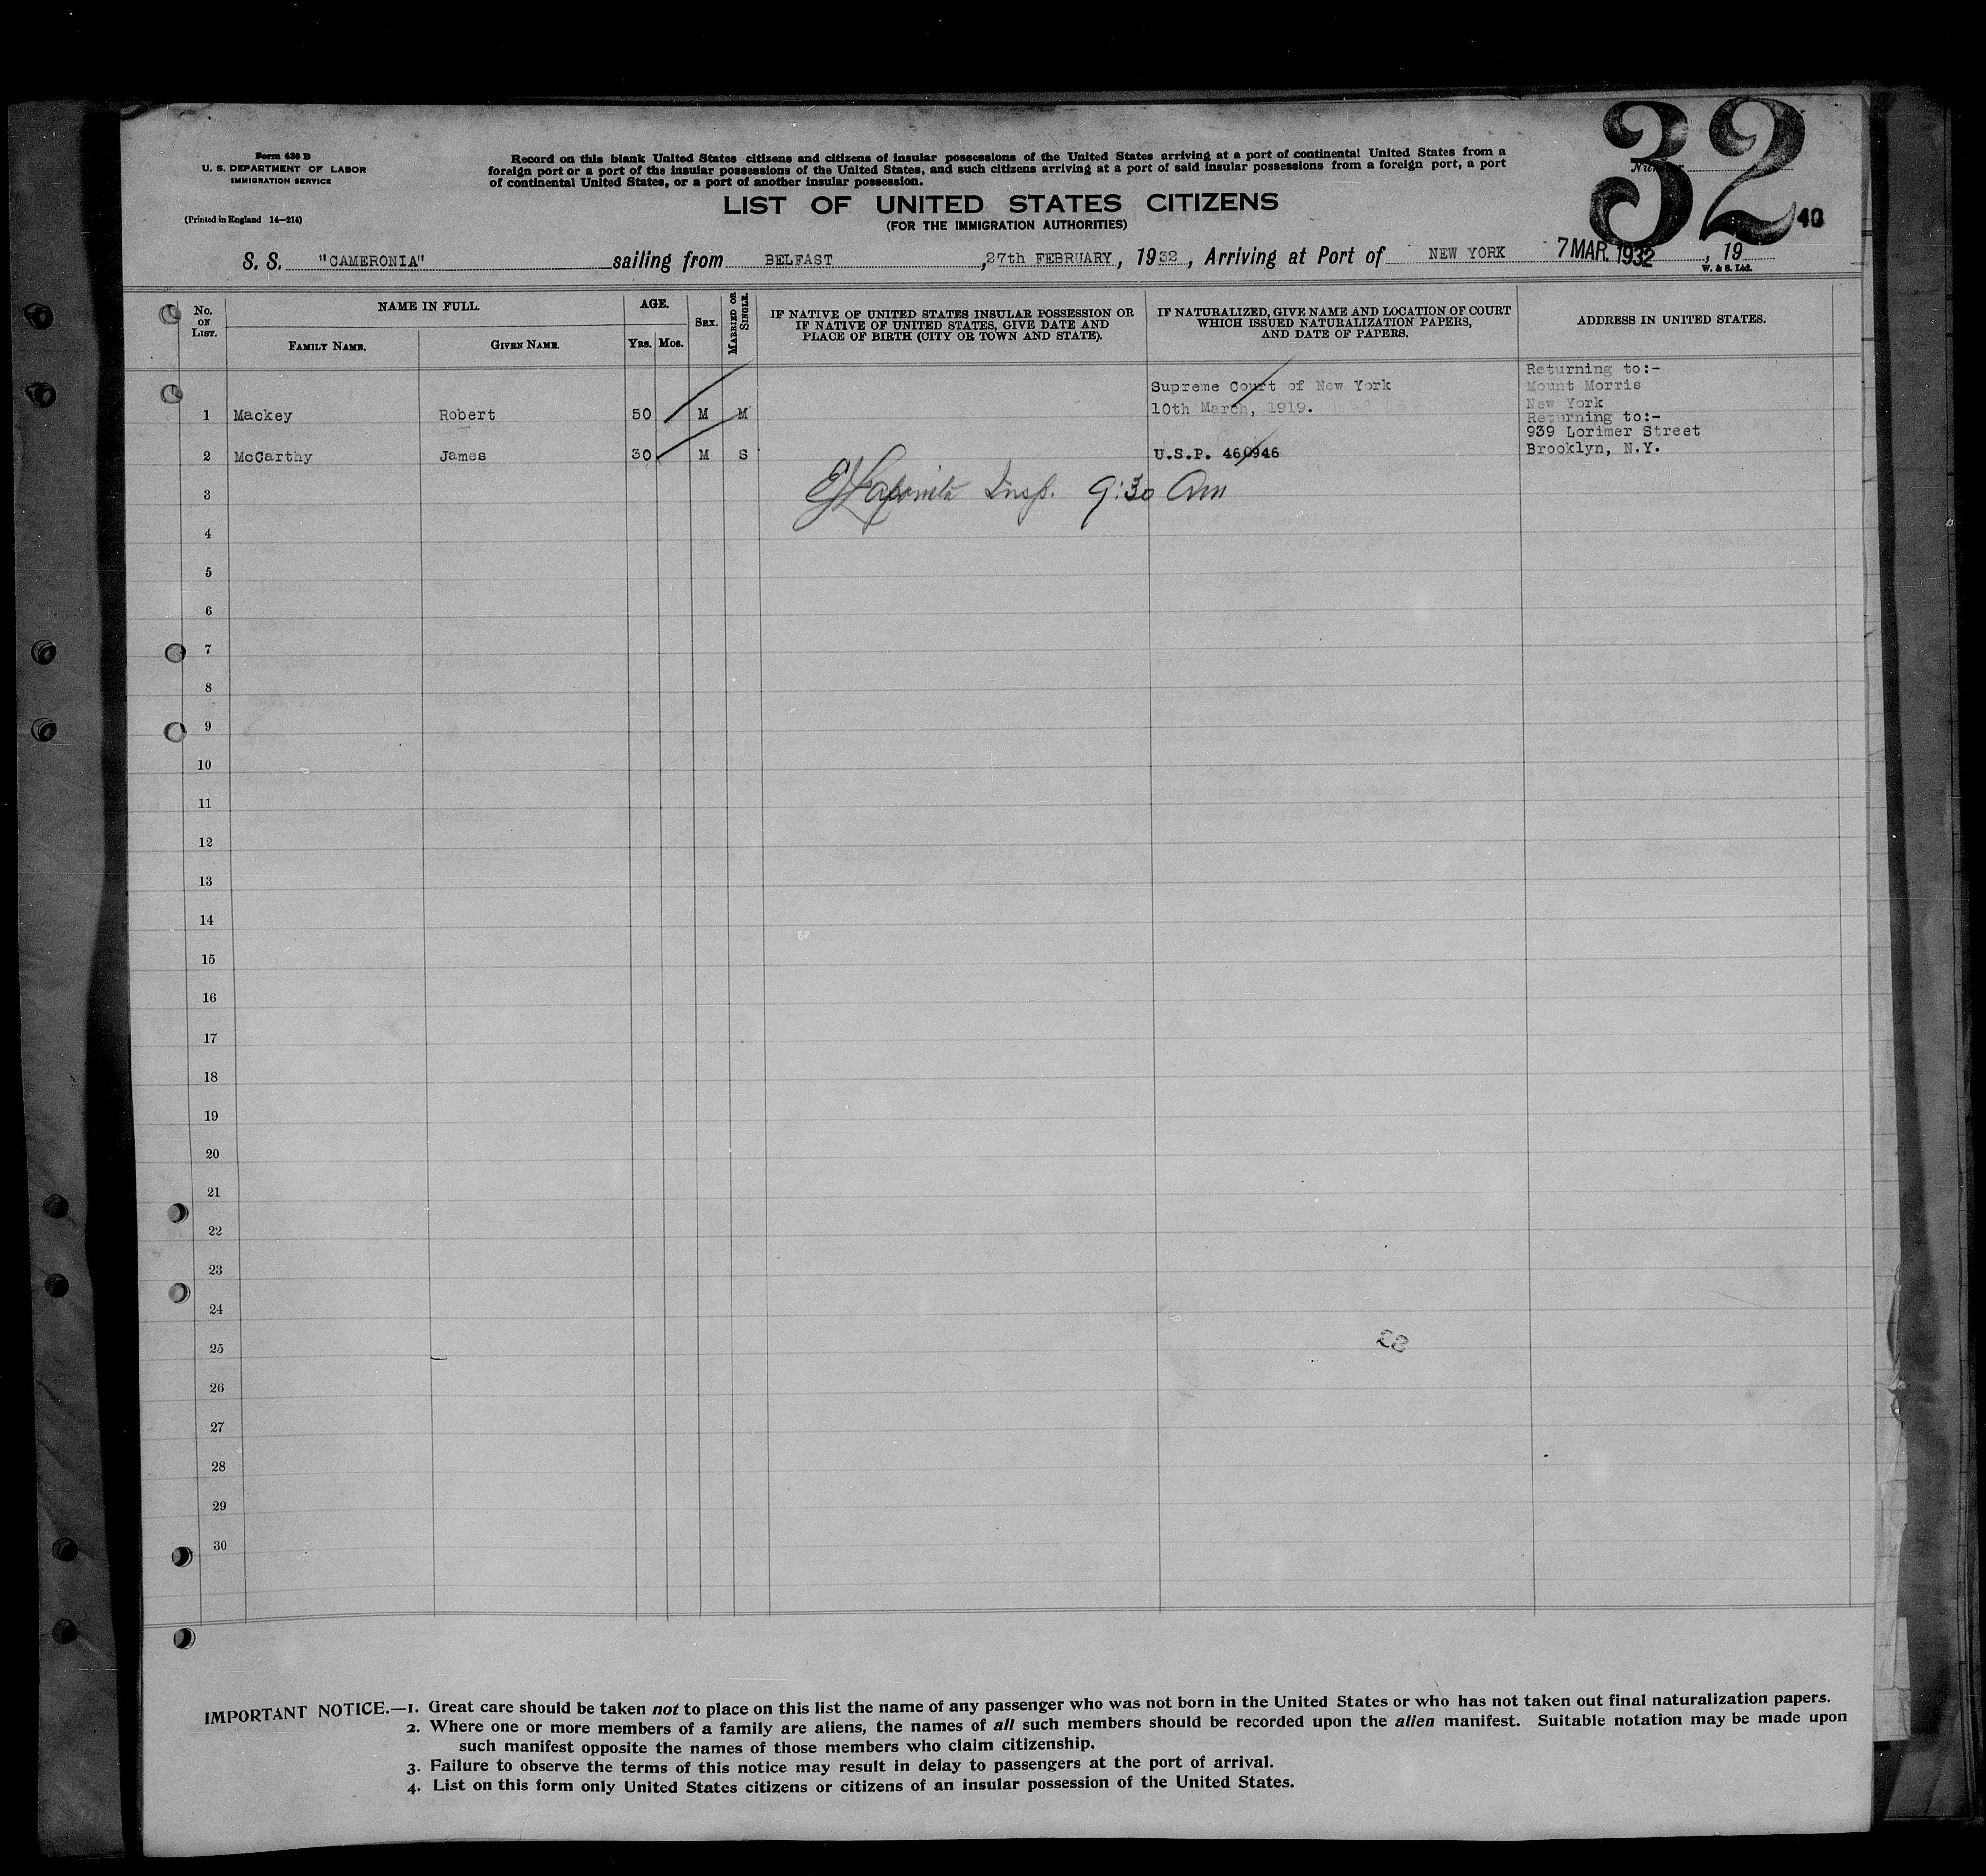 Form 630 B
U. S. DEPARTMENT OF LABOR
IMMIGRATION SERVICE
(Printed in England 14—214)
Record on this blank United States citizens and citizens of insular possessions of the United States arriving at a port of continental United States from a
foreign port or a port of the insular possessions of the United States, and such citizens arriving at a port of said insular possessions from a foreign port, a port
of continental United States, or a port of another insular possession.
32
40
LIST OF UNITED STATES CITIZENS
(FOR THE IMMIGRATION AUTHORITIES)
S. S. "CAMERONIA" sailing from BELFAST, 27th FEBRUARY, 1932, Arriving at Port of NEW YORK 7 MAR. 1932, 19
W. & S. Ltd.
No. ON LIST.
NAME IN FULL.
FAMILY NAME.
GIVEN NAME.
AGE.
YRS. MOS.
SEX.
MARRIED OR SINGLE.
IF NATIVE OF UNITED STATES INSULAR POSSESSION OR
IF NATIVE OF UNITED STATES, GIVE DATE AND
PLACE OF BIRTH (CITY OR TOWN AND STATE).
IF NATURALIZED, GIVE NAME AND LOCATION OF COURT
WHICH ISSUED NATURALIZATION PAPERS,
AND DATE OF PAPERS.
ADDRESS IN UNITED STATES.
1 Mackey Robert 50 M M
Supreme Court of New York
10th March, 1919.
Returning to:-
Mount Morris
New York
2 McCarthy James 30 M S U.S.P. 460946
Returning to:-
939 Lorimer Street
Brooklyn, N.Y.
3
Insp. 9:30 Am
4
5
6
7
8
9
10
11
12
13
14
15
16
17
18
19
20
21
22
23
24
25
26
27
28
29
30
IMPORTANT NOTICE.—1. Great care should be taken not to place on this list the name of any passenger who was not born in the United States or who has not taken out final naturalization papers.
2. Where one or more members of a family are aliens, the names of all such members should be recorded upon the alien manifest. Suitable notation may be made upon
such manifest opposite the names of those members who claim citizenship.
3. Failure to observe the terms of this notice may result in delay to passengers at the port of arrival.
4. List on this form only United States citizens or citizens of an insular possession of the United States.